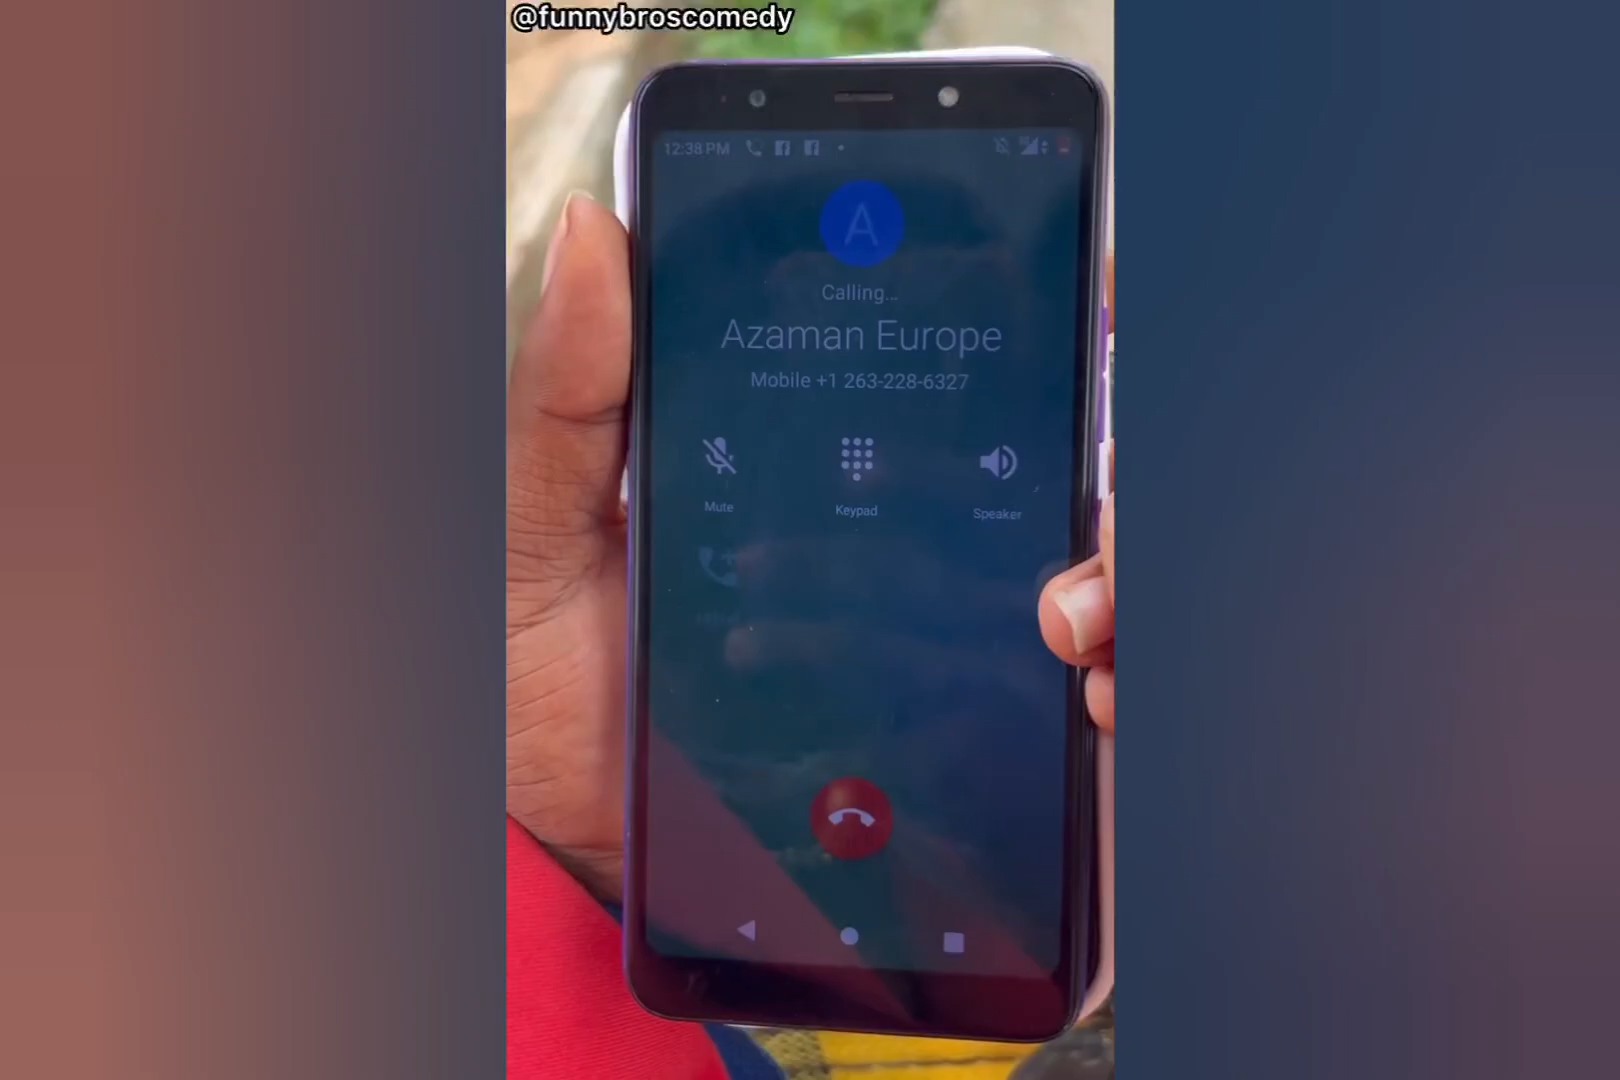 @funnybroscomedy
12:38 PM
A
Calling...
Azaman Europe
Mobile +1 263-228-6327
Mute
Keypad
Speaker